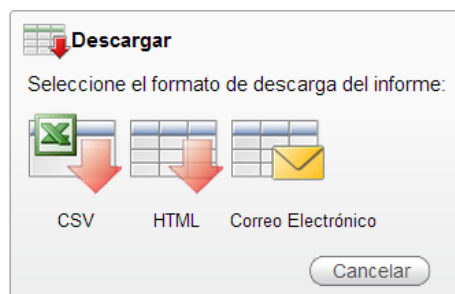 Descargar
Seleccione el formato de descarga del informe:
CSV HTML Correo Electrónico
Cancelar